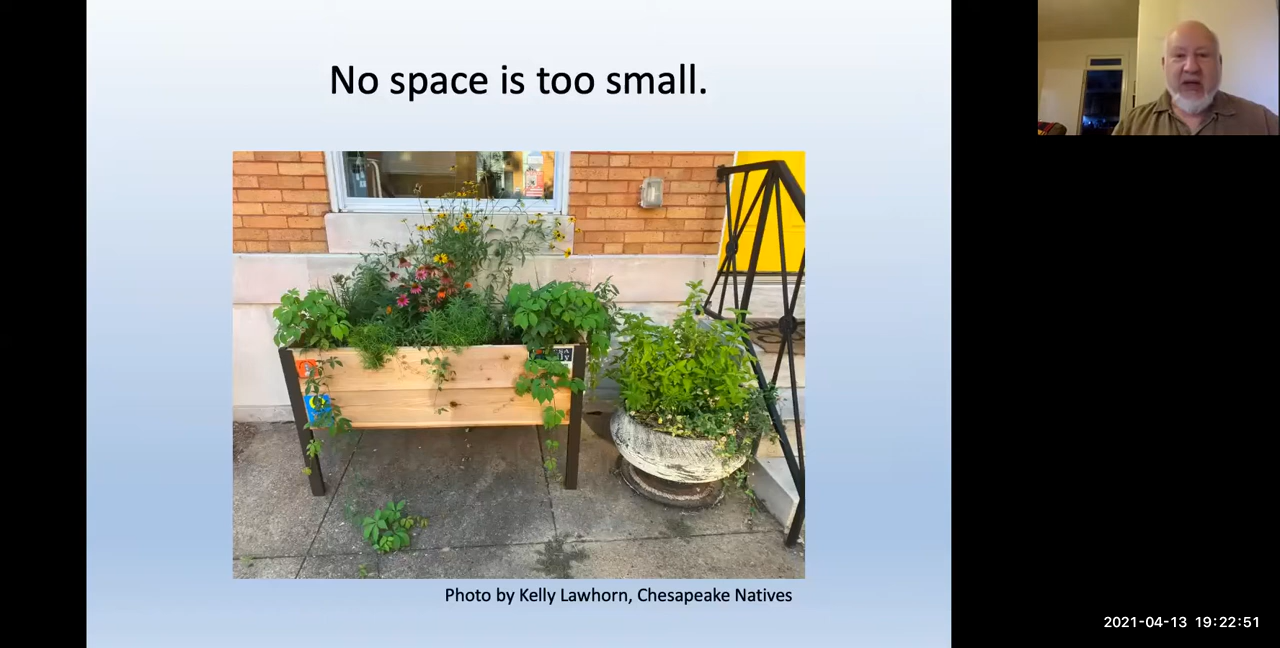 No space is too small.
Photo by Kelly Lawhorn, Chesapeake Natives
2021-04-13 19:22:51